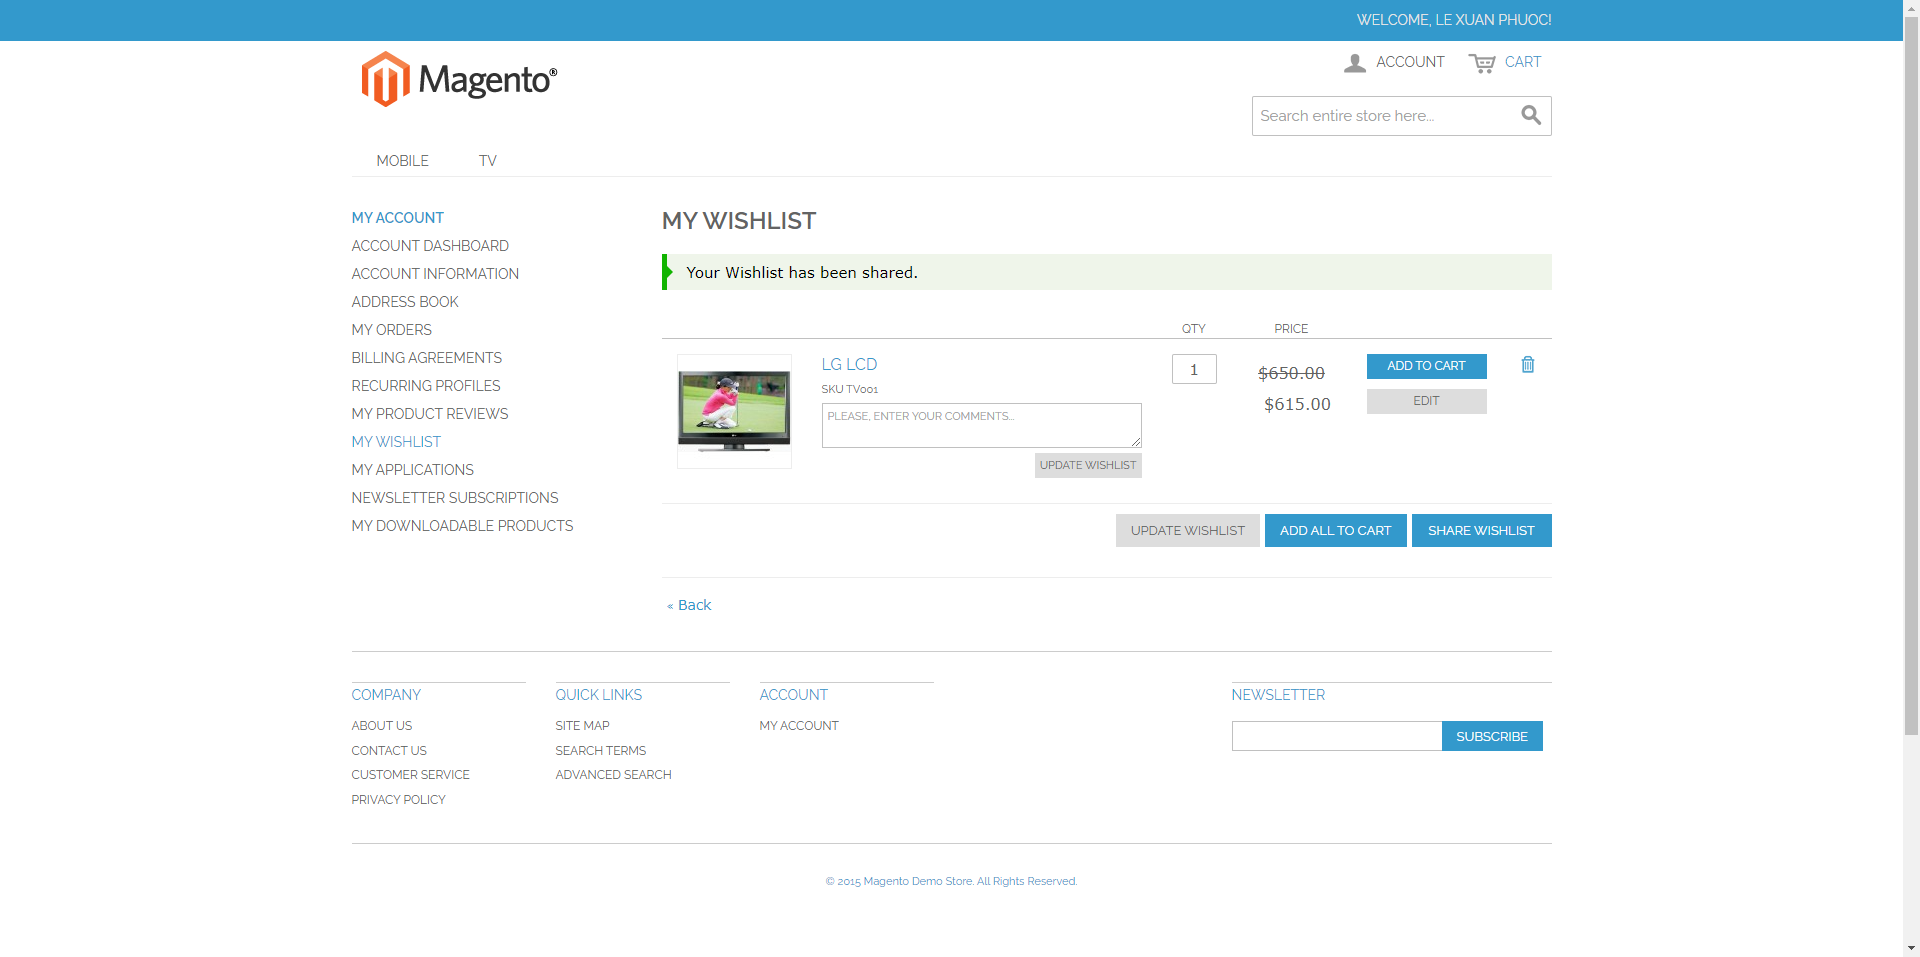 WELCOME, LE XUAN PHUOC!
Magento®
ACCOUNT
CART
Search entire store here...
MOBILE
TV
MY ACCOUNT
ACCOUNT DASHBOARD
ACCOUNT INFORMATION
ADDRESS BOOK
MY ORDERS
BILLING AGREEMENTS
RECURRING PROFILES
MY PRODUCT REVIEWS
MY WISHLIST
MY APPLICATIONS
NEWSLETTER SUBSCRIPTIONS
MY DOWNLOADABLE PRODUCTS
MY WISHLIST
Your Wishlist has been shared.
QTY PRICE
LG LCD
SKU TV001
PLEASE, ENTER YOUR COMMENTS...
UPDATE WISHLIST
1
$650.00
$615.00
ADD TO CART
EDIT
UPDATE WISHLIST
ADD ALL TO CART
SHARE WISHLIST
« Back
COMPANY
ABOUT US
CONTACT US
CUSTOMER SERVICE
PRIVACY POLICY
QUICK LINKS
SITE MAP
SEARCH TERMS
ADVANCED SEARCH
ACCOUNT
MY ACCOUNT
NEWSLETTER
SUBSCRIBE
© 2015 Magento Demo Store. All Rights Reserved.